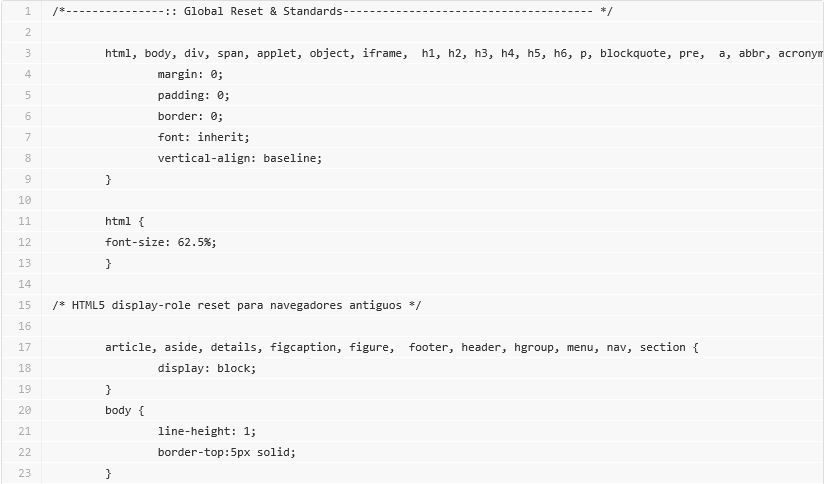 1 /*---------------:: Global Reset & Standards-------------------------------------- */
2
3 html, body, div, span, applet, object, iframe,  h1, h2, h3, h4, h5, h6, p, blockquote, pre,  a, abbr, acronym
4 margin: 0;
5 padding: 0;
6 border: 0;
7 font: inherit;
8 vertical-align: baseline;
9 }
10
11 html {
12 font-size: 62.5%;
13 }
14
15 /* HTML5 display-role reset para navegadores antiguos */
16
17 article, aside, details, figcaption, figure,  footer, header, hgroup, menu, nav, section {
18 display: block;
19 }
20 body {
21 line-height: 1;
22 border-top:5px solid;
23 }